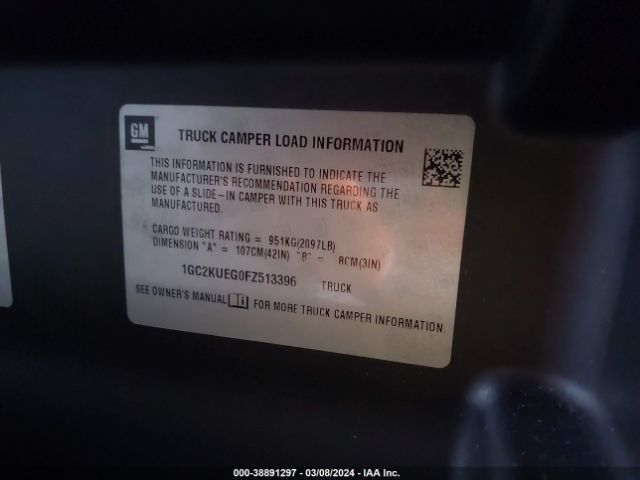 GM
TRUCK CAMPER LOAD INFORMATION
THIS INFORMATION IS FURNISHED TO INDICATE THE
MANUFACTURER'S RECOMMENDATION REGARDING THE
USE OF A SLIDE-IN CAMPER WITH THIS TRUCK AS
MANUFACTURED.
CARGO WEIGHT RATING = 951KG(2097LB)
DIMENSION "A" = 107CM(42IN) "B" = 8CM(3IN)
1GC2KUEG0FZ513396 TRUCK
SEE OWNER'S MANUAL FOR MORE TRUCK CAMPER INFORMATION.
000-38891297 - 03/08/2024 - IAA Inc.